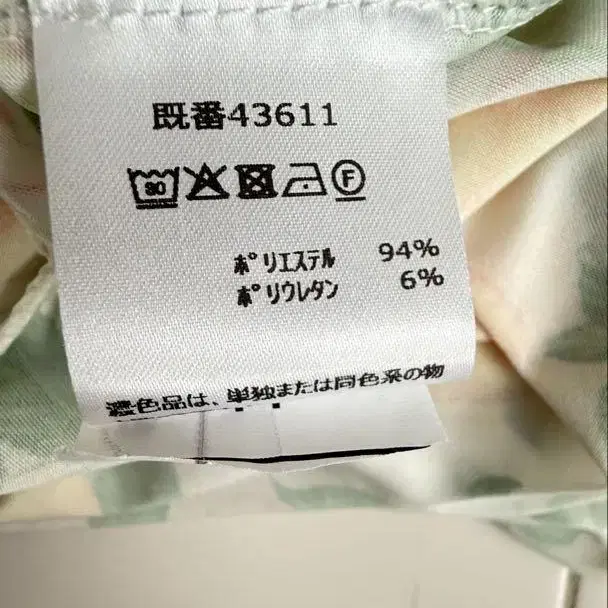 既番43611
30
F
ポリエステル 94%
ポリウレタン 6%
濃色品は、単独または同色系の物